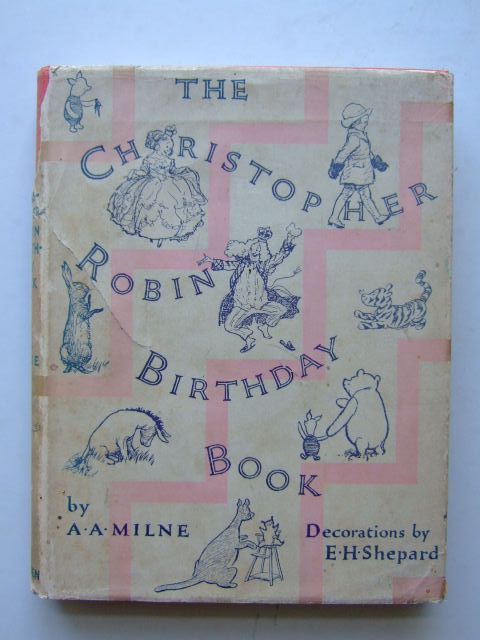 THE
CHRISTOPHER
ROBIN
BIRTHDAY
BOOK
by
A·A·MILNE
Decorations by
E·H·Shepard